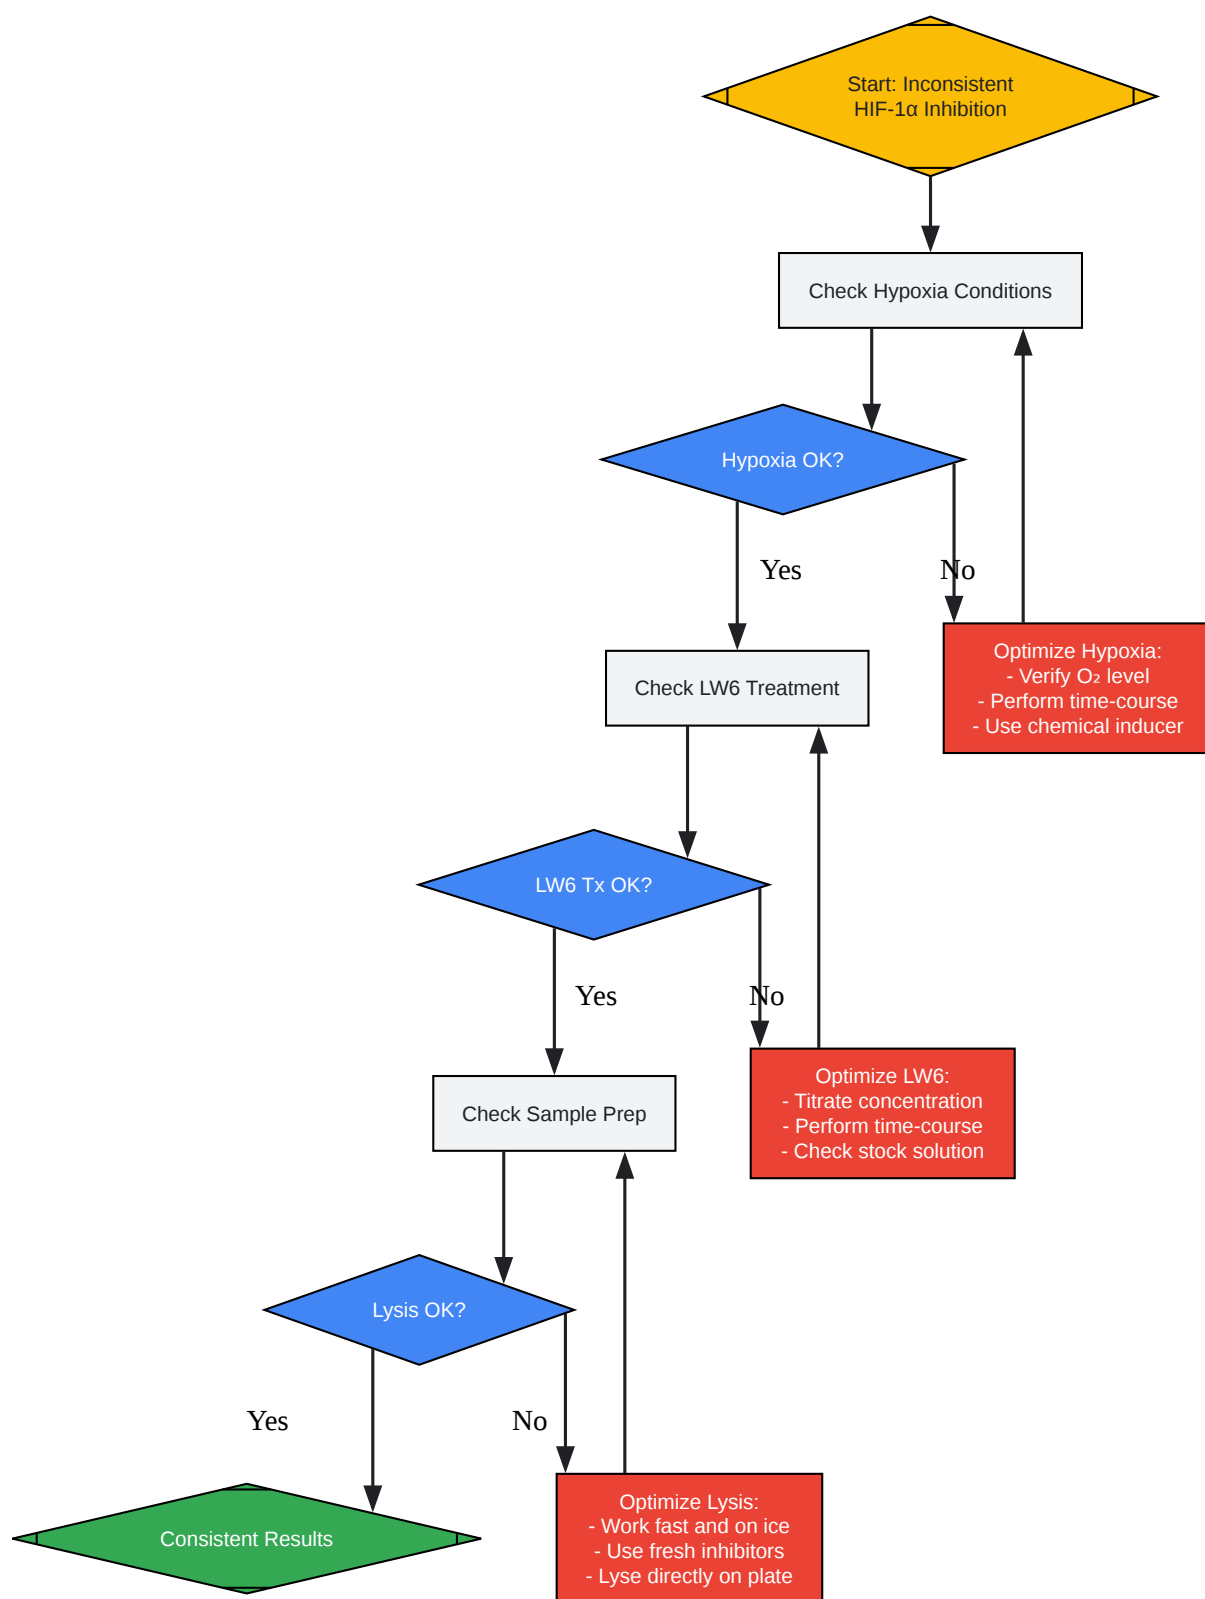 Start: Inconsistent
HIF-1α Inhibition
Check Hypoxia Conditions
Hypoxia OK?
Yes
No
Optimize Hypoxia:
- Verify O₂ level
- Perform time-course
- Use chemical inducer
Check LW6 Treatment
LW6 Tx OK?
Yes
No
Optimize LW6:
- Titrate concentration
- Perform time-course
- Check stock solution
Check Sample Prep
Lysis OK?
Yes
No
Optimize Lysis:
- Work fast and on ice
- Use fresh inhibitors
- Lyse directly on plate
Consistent Results